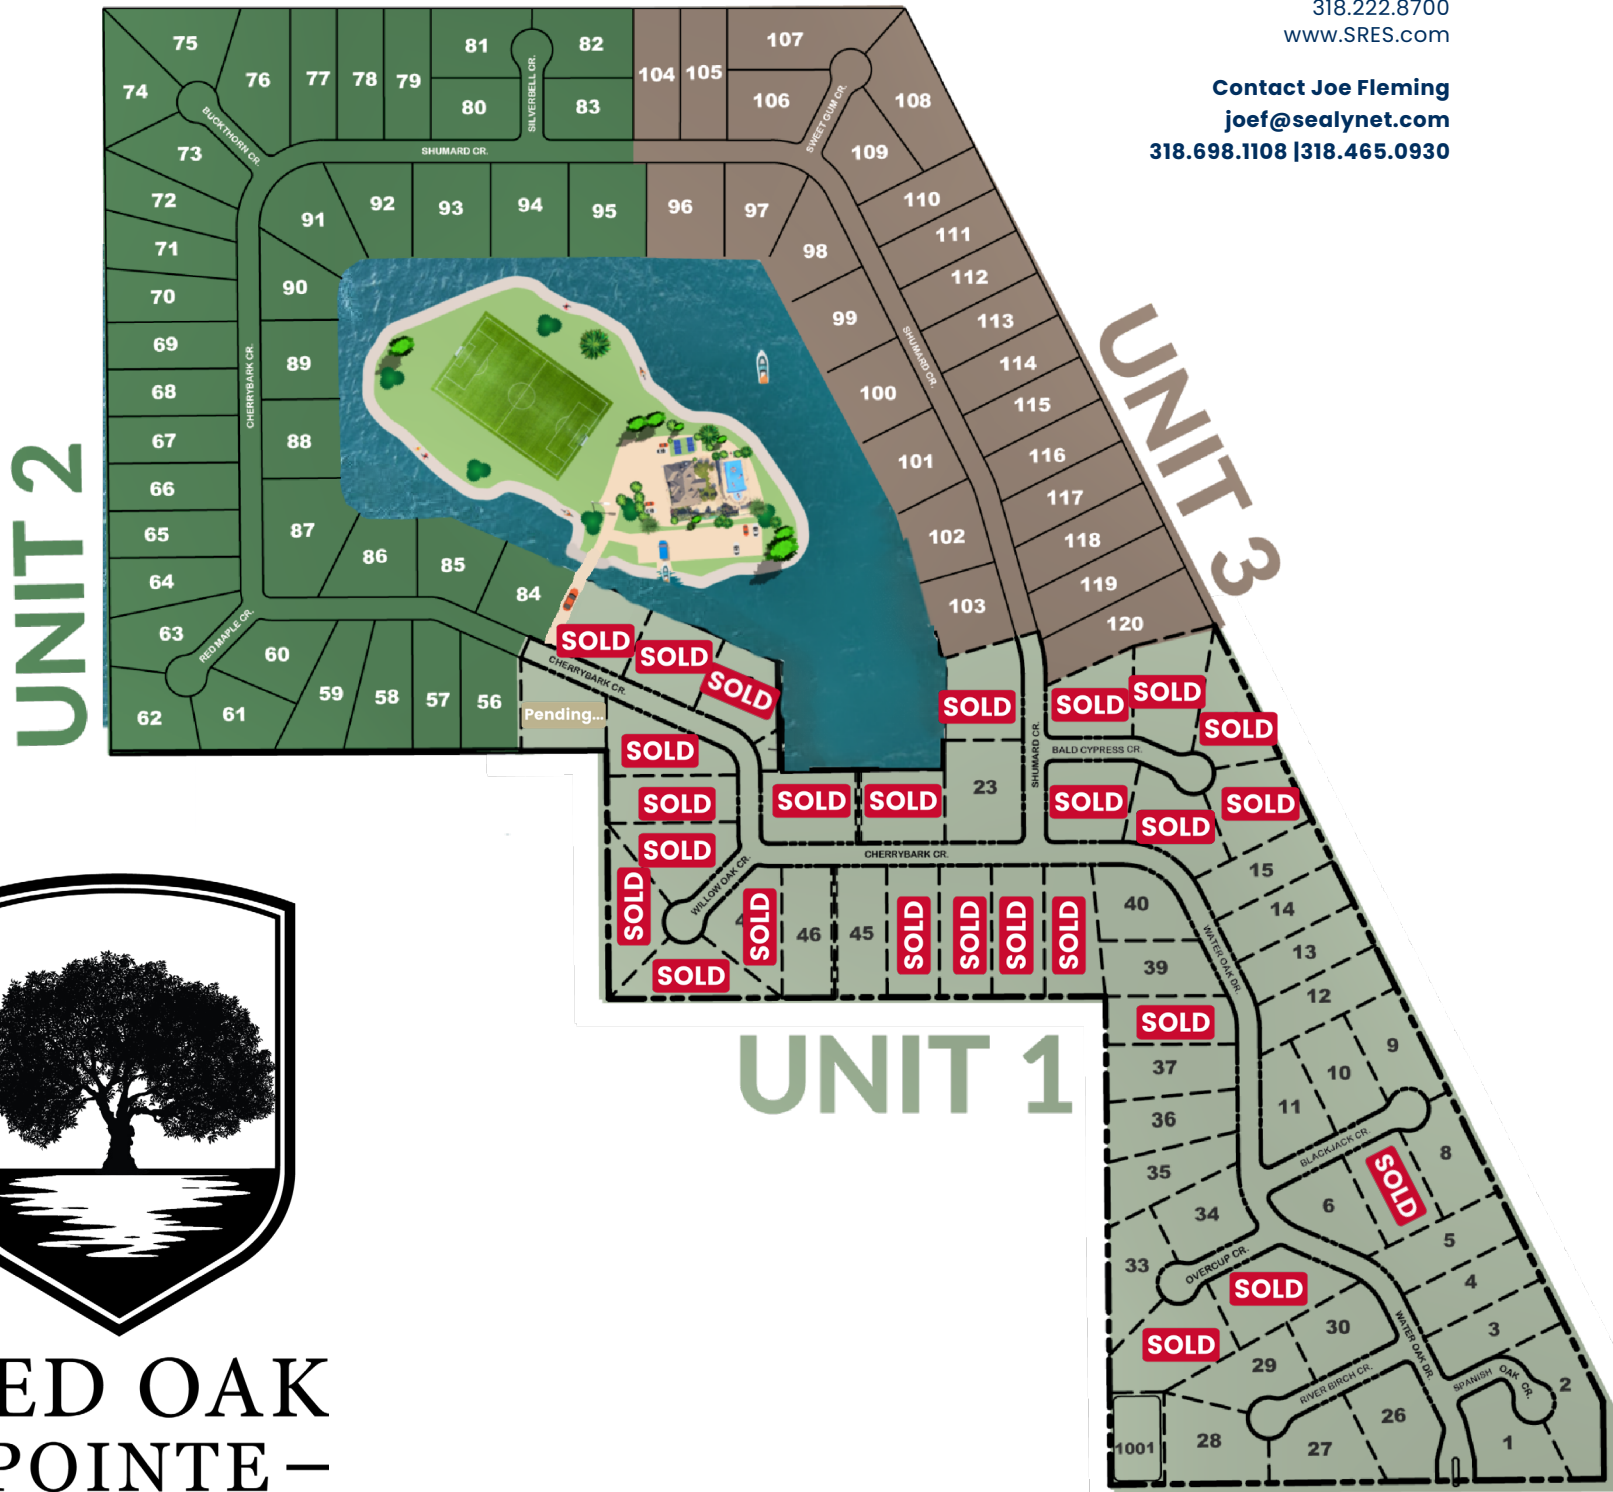 318.222.8700
www.SRES.com
Contact Joe Fleming
joef@sealynet.com
318.698.1108 |318.465.0930
75
76
77
78
79
81
82
104
105
107
74
80
83
106
108
BUCKTHORN CR.
SILVERBELL CR.
SWEET GUM CR.
SHUMARD CR.
73
109
72
91
92
93
94
95
96
97
110
71
98
111
70
90
112
69
89
99
113
SHUMARD CR.
68
CHERRYBARK CR.
100
114
115
67
88
101
116
66
117
65
87
86
85
102
118
64
84
103
119
63
120
RED MAPLE CR.
60
62
61
59
58
57
56
UNIT 2
UNIT 3
SOLD
SOLD
SOLD
CHERRYBARK CR.
Pending...
SOLD
SOLD
SOLD
SOLD
SOLD
SHUMARD CR.
BALD CYPRESS CR.
SOLD
SOLD
SOLD
23
SOLD
SOLD
SOLD
SOLD
CHERRYBARK CR.
WILLOW OAK CR.
SOLD
4
SOLD
46
45
SOLD
SOLD
SOLD
SOLD
SOLD
40
39
WATER OAK DR.
15
14
13
12
SOLD
UNIT 1
37
36
35
34
33
11
10
9
BLACKJACK CR.
8
SOLD
6
5
4
3
2
1
OVERCUP CR.
SOLD
SOLD
30
29
WATER OAK DR.
SPANISH OAK CR.
RIVER BIRCH CR.
28
27
26
1001
ED OAK
POINTE –